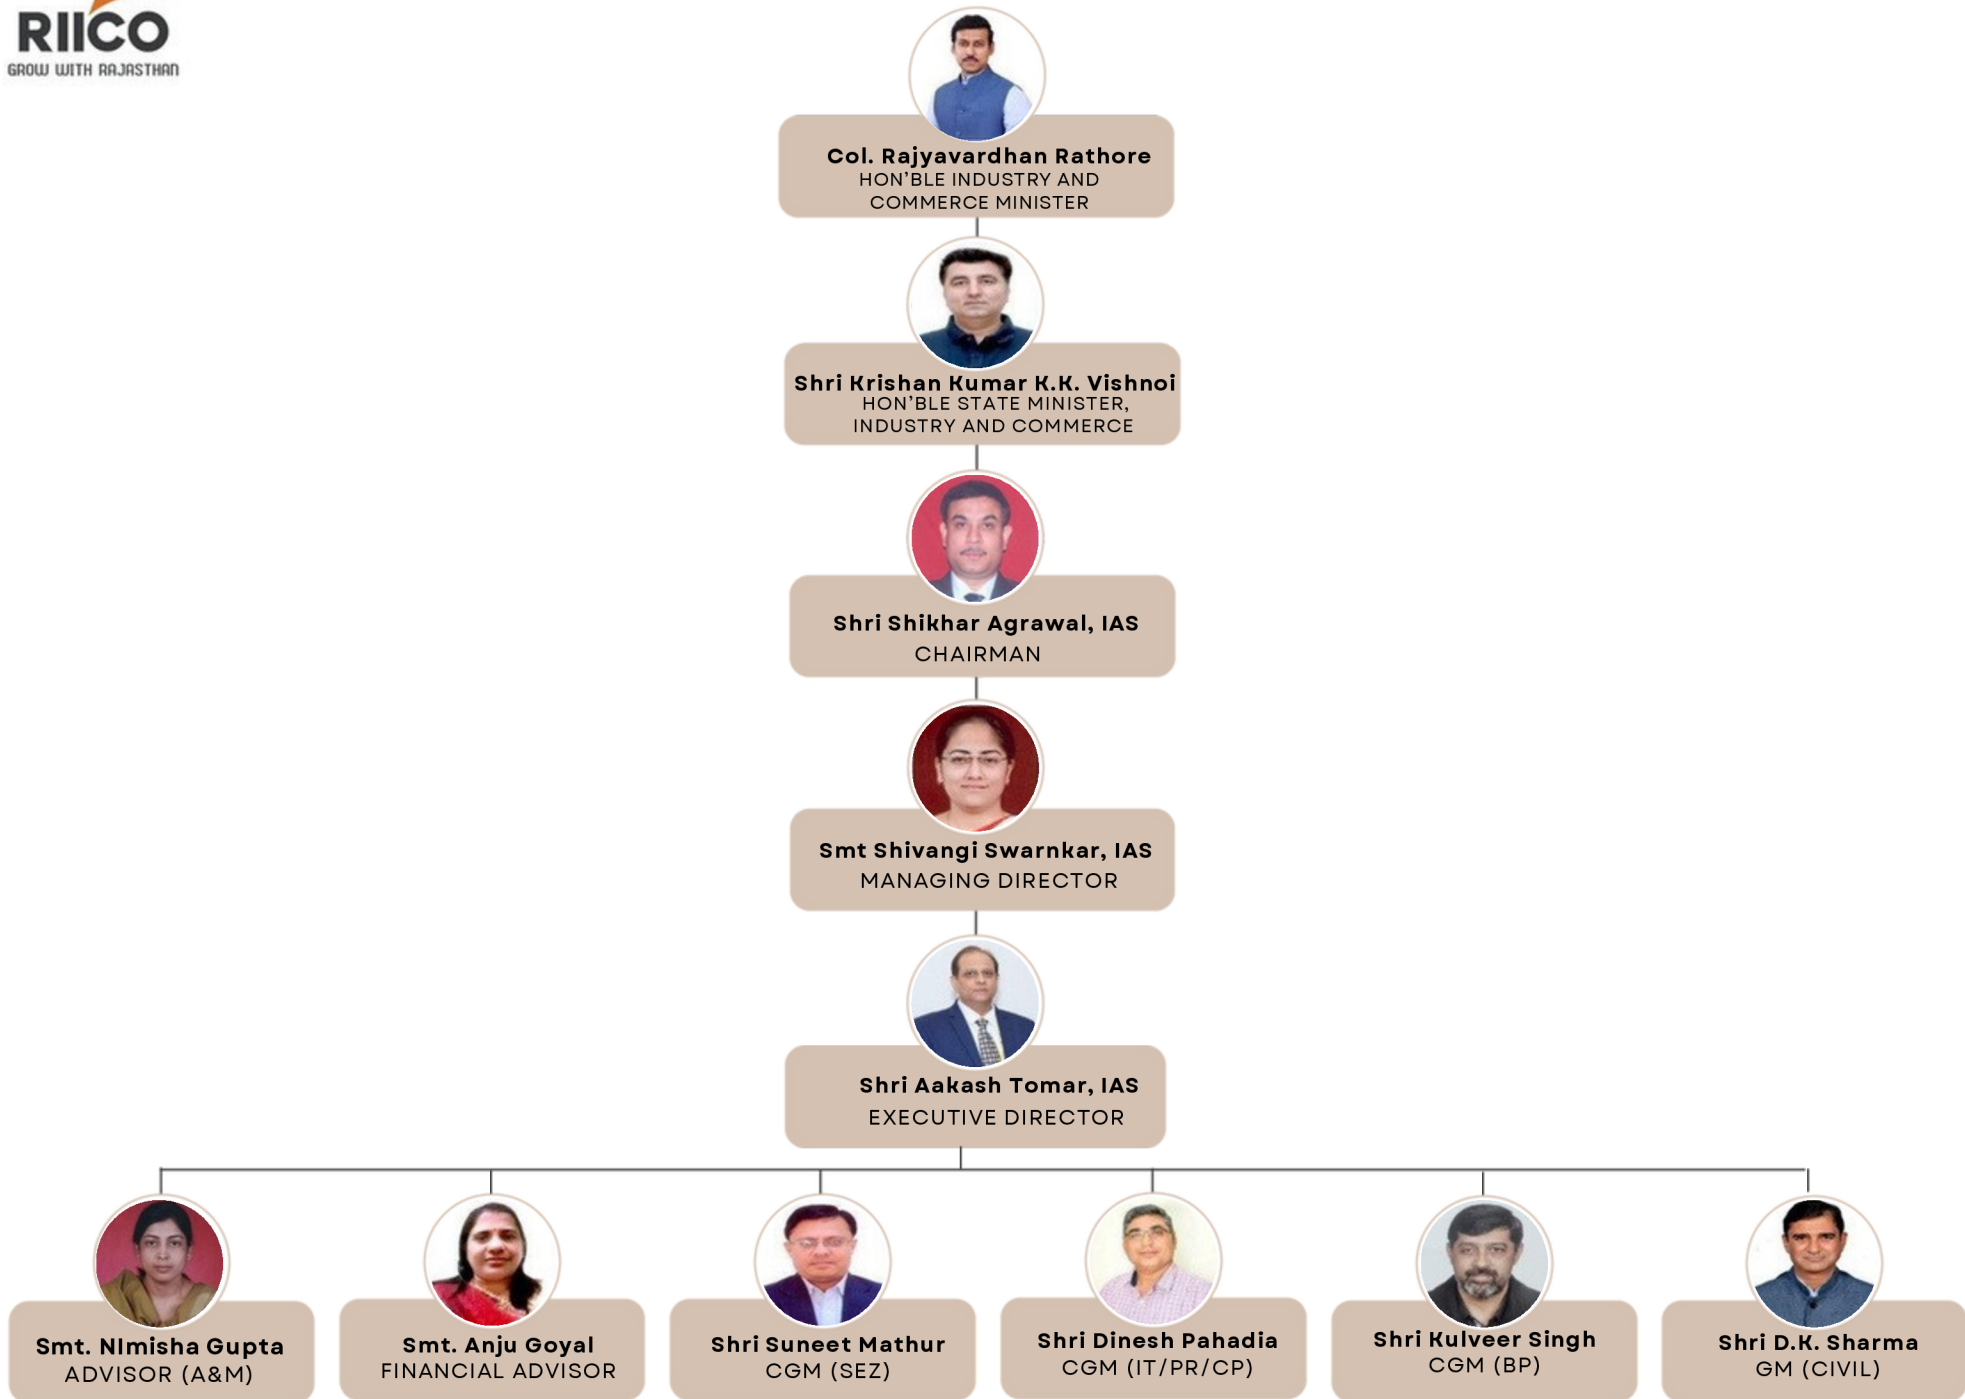 RIICO
GROW WITH RAJASTHAN
Col. Rajyavardhan Rathore
HON'BLE INDUSTRY AND
COMMERCE MINISTER
Shri Krishan Kumar K.K. Vishnoi
HON'BLE STATE MINISTER,
INDUSTRY AND COMMERCE
Shri Shikhar Agrawal, IAS
CHAIRMAN
Smt Shivangi Swarnkar, IAS
MANAGING DIRECTOR
Shri Aakash Tomar, IAS
EXECUTIVE DIRECTOR
Smt. NImisha Gupta
ADVISOR (A&M)
Smt. Anju Goyal
FINANCIAL ADVISOR
Shri Suneet Mathur
CGM (SEZ)
Shri Dinesh Pahadia
CGM (IT/PR/CP)
Shri Kulveer Singh
CGM (BP)
Shri D.K. Sharma
GM (CIVIL)